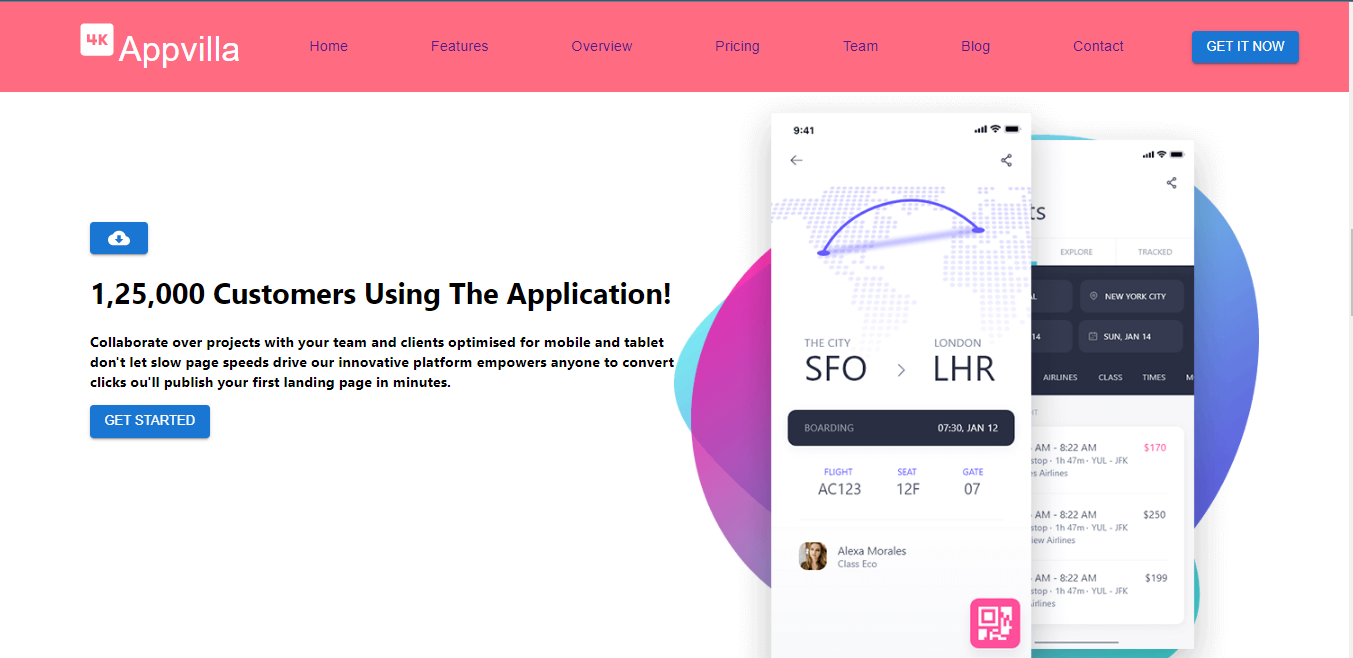 4K Appvilla
Home
Features
Overview
Pricing
Team
Blog
Contact
GET IT NOW
1,25,000 Customers Using The Application!
Collaborate over projects with your team and clients optimised for mobile and tablet
don't let slow page speeds drive our innovative platform empowers anyone to convert
clicks ou'll publish your first landing page in minutes.
GET STARTED
9:41
THE CITY
LONDON
SFO
LHR
BOARDING
07:30, JAN 12
FLIGHT
SEAT
GATE
AC123
12F
07
Alexa Morales
Class Eco
ts
EXPLORE
TRACKED
NEW YORK CITY
14
SUN, JAN 14
AIRLINES
CLASS
TIMES
M
AM - 8:22 AM
$170
stop · 1h 47m · YUL - JFK
s Airlines
AM - 8:22 AM
$250
stop · 1h 47m · YUL - JFK
iew Airlines
AM - 8:22 AM
$199
stop · 1h 47m · YUL - JFK
irlines